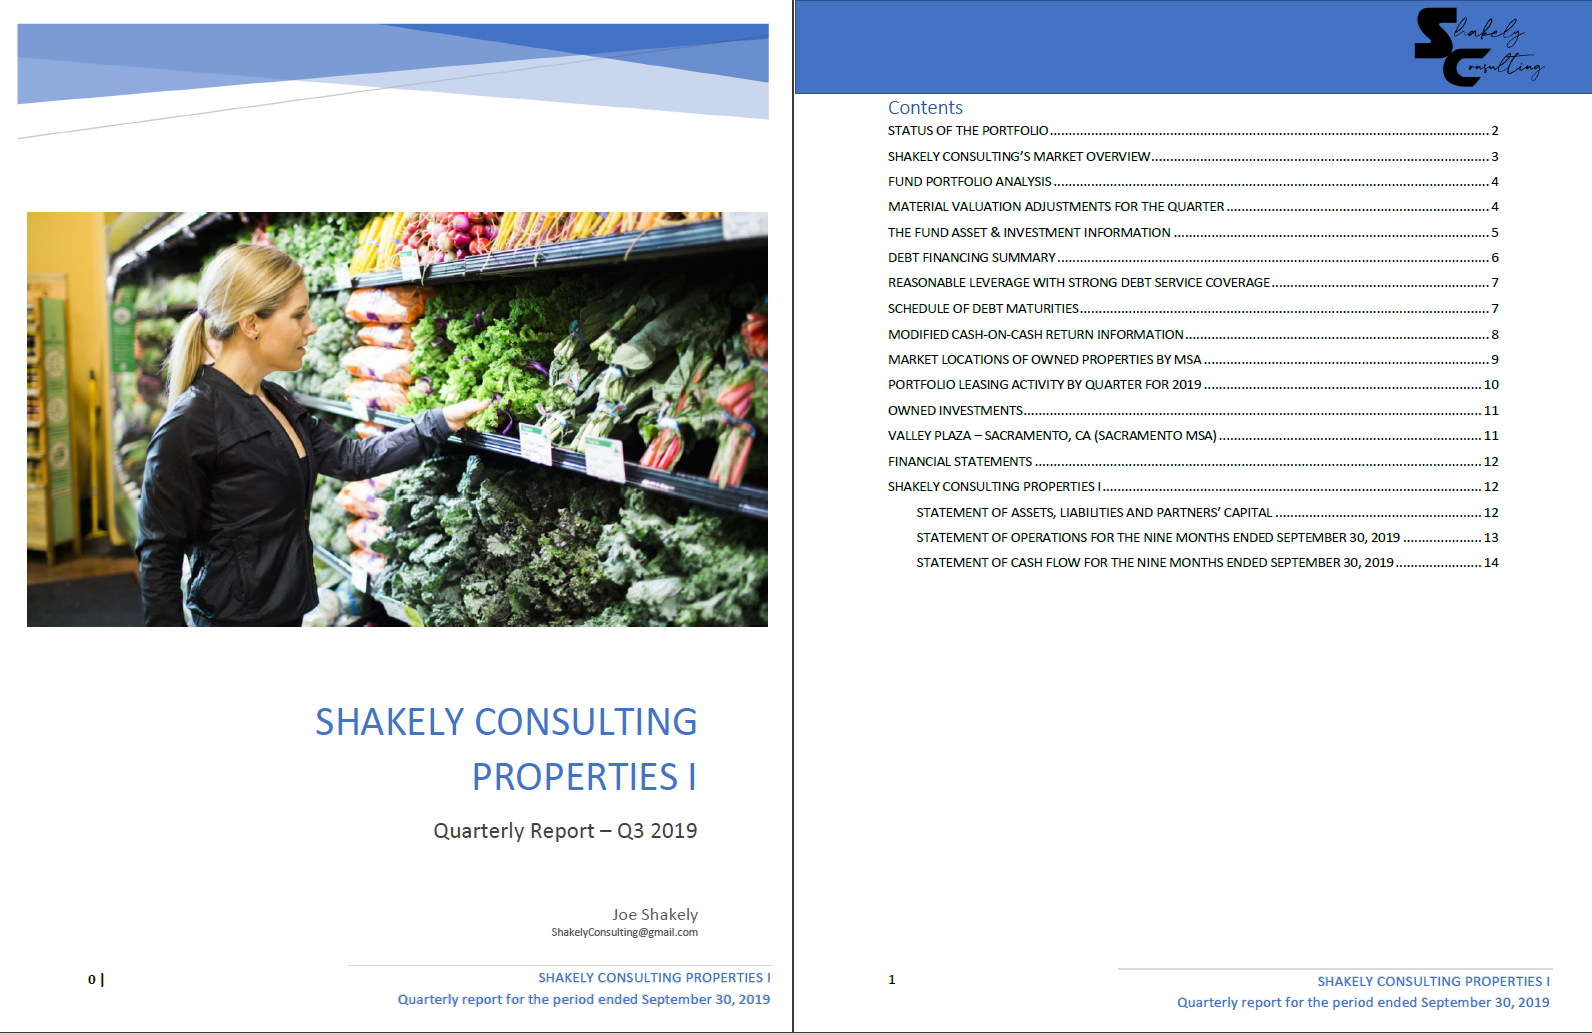 SHAKELY CONSULTING
PROPERTIES I
Quarterly Report – Q3 2019
Joe Shakely
ShakelyConsulting@gmail.com
0 |
SHAKELY CONSULTING PROPERTIES I
Quarterly report for the period ended September 30, 2019
Shakely
Consulting
Contents
STATUS OF THE PORTFOLIO 2
SHAKELY CONSULTING’S MARKET OVERVIEW 3
FUND PORTFOLIO ANALYSIS 4
MATERIAL VALUATION ADJUSTMENTS FOR THE QUARTER 4
THE FUND ASSET & INVESTMENT INFORMATION 5
DEBT FINANCING SUMMARY 6
REASONABLE LEVERAGE WITH STRONG DEBT SERVICE COVERAGE 7
SCHEDULE OF DEBT MATURITIES 7
MODIFIED CASH-ON-CASH RETURN INFORMATION 8
MARKET LOCATIONS OF OWNED PROPERTIES BY MSA 9
PORTFOLIO LEASING ACTIVITY BY QUARTER FOR 2019 10
OWNED INVESTMENTS 11
VALLEY PLAZA – SACRAMENTO, CA (SACRAMENTO MSA) 11
FINANCIAL STATEMENTS 12
SHAKELY CONSULTING PROPERTIES I 12
STATEMENT OF ASSETS, LIABILITIES AND PARTNERS’ CAPITAL 12
STATEMENT OF OPERATIONS FOR THE NINE MONTHS ENDED SEPTEMBER 30, 2019 13
STATEMENT OF CASH FLOW FOR THE NINE MONTHS ENDED SEPTEMBER 30, 2019 14
1
SHAKELY CONSULTING PROPERTIES I
Quarterly report for the period ended September 30, 2019